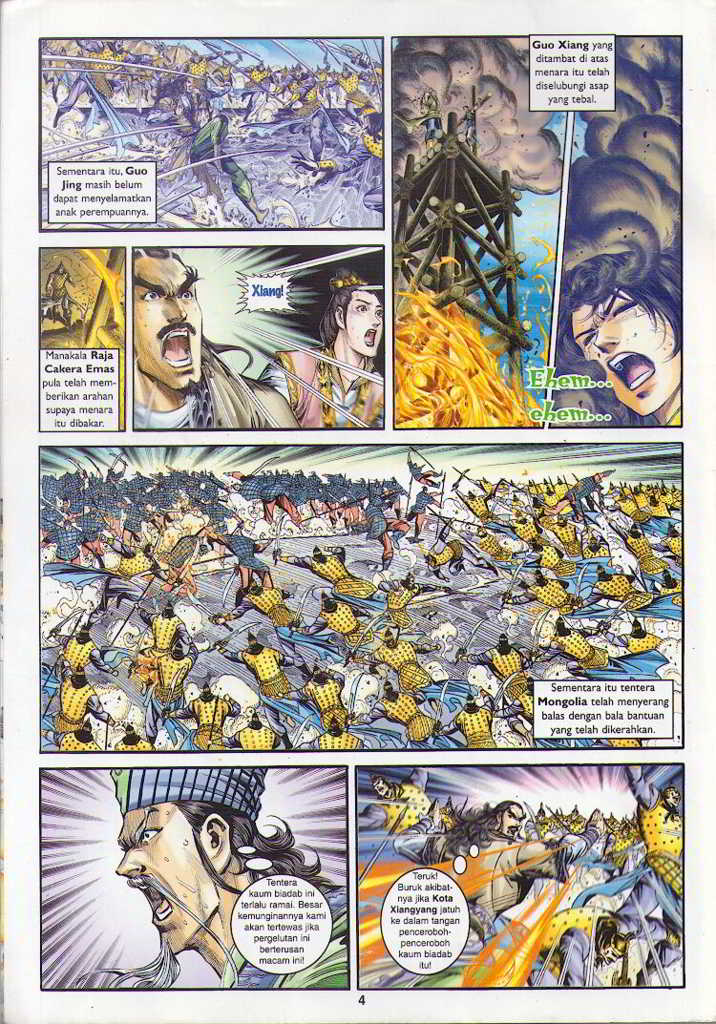 Sementara itu, Guo
Jing masih belum
dapat menyelamatkan
anak perempuannya.
Guo Xiang yang
ditambat di atas
menara itu telah
diselubungi asap
yang tebal.
Manakala Raja
Cakera Emas
pula telah mem-
berikan arahan
supaya menara
itu dibakar.
Xiang!
Ehem...
ehem...
Sementara itu tentera
Mongolia telah menyerang
balas dengan bala bantuan
yang telah dikerahkan.
Tentera
kaum biadab ini
terlalu ramai. Besar
kemungkinannya kami
akan tertewas jika
pergelutan ini
berterusan
macam ini!
Teruk!
Buruk akibat-
nya jika Kota
Xiangyang jatuh
ke dalam tangan
penceroboh-
penceroboh
kaum biadab
itu!
4